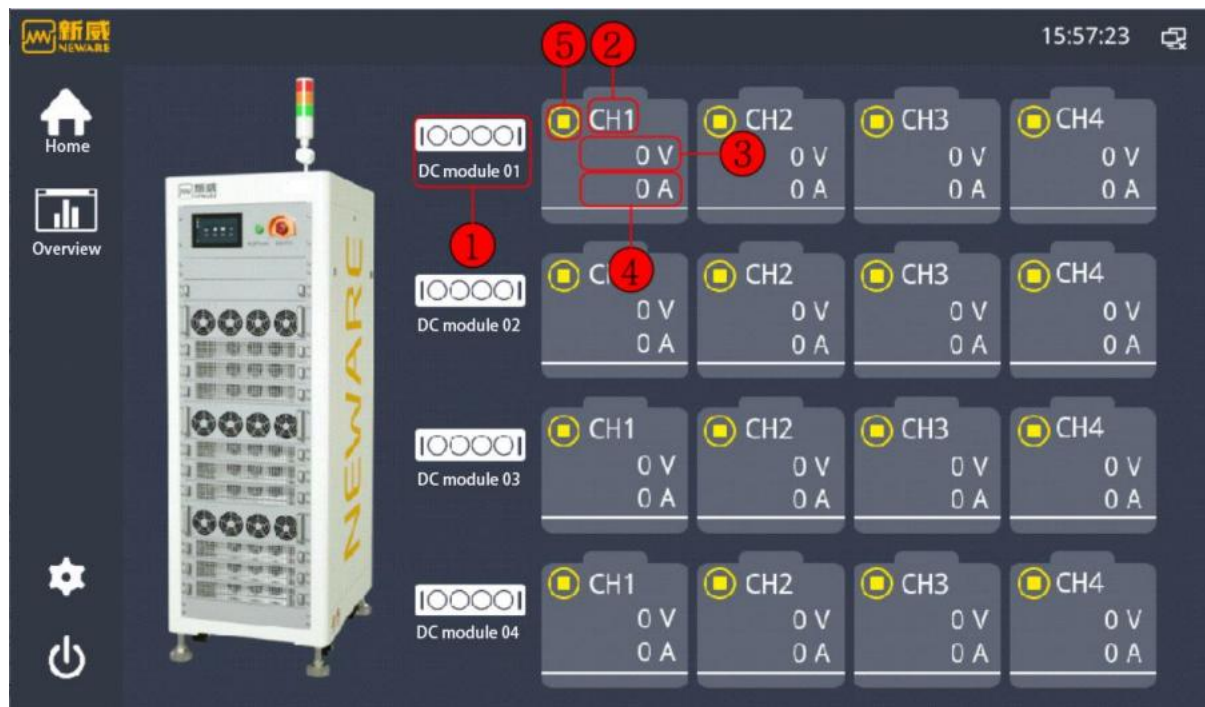 新威
NEWARE
15:57:23
5
2
Home
Overview
新威
NEWARE
NEWARE
DC module 01
1
CH1
0 V
0 A
3
4
CH2
0 V
0 A
CH3
0 V
0 A
CH4
0 V
0 A
DC module 02
0 V
0 A
CH2
0 V
0 A
CH3
0 V
0 A
CH4
0 V
0 A
DC module 03
CH1
0 V
0 A
CH2
0 V
0 A
CH3
0 V
0 A
CH4
0 V
0 A
DC module 04
CH1
0 V
0 A
CH2
0 V
0 A
CH3
0 V
0 A
CH4
0 V
0 A